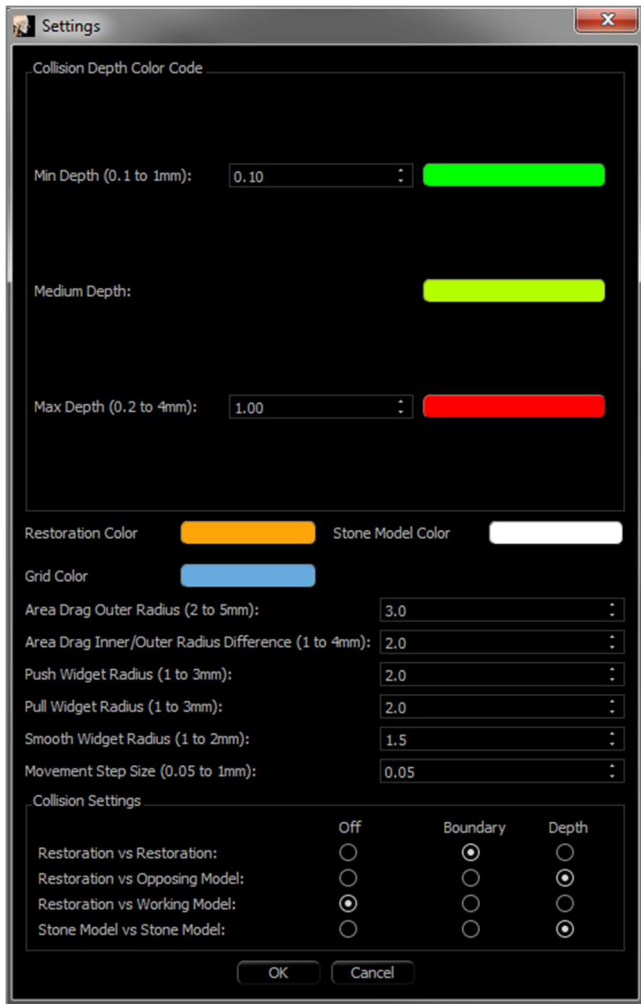 Settings
Collision Depth Color Code
Min Depth (0.1 to 1mm): 0.10
Medium Depth:
Max Depth (0.2 to 4mm): 1.00
Restoration Color Stone Model Color
Grid Color
Area Drag Outer Radius (2 to 5mm): 3.0
Area Drag Inner/Outer Radius Difference (1 to 4mm): 2.0
Push Widget Radius (1 to 3mm): 2.0
Pull Widget Radius (1 to 3mm): 2.0
Smooth Widget Radius (1 to 2mm): 1.5
Movement Step Size (0.05 to 1mm): 0.05
Collision Settings
Off Boundary Depth
Restoration vs Restoration:
Restoration vs Opposing Model:
Restoration vs Working Model:
Stone Model vs Stone Model:
OK Cancel